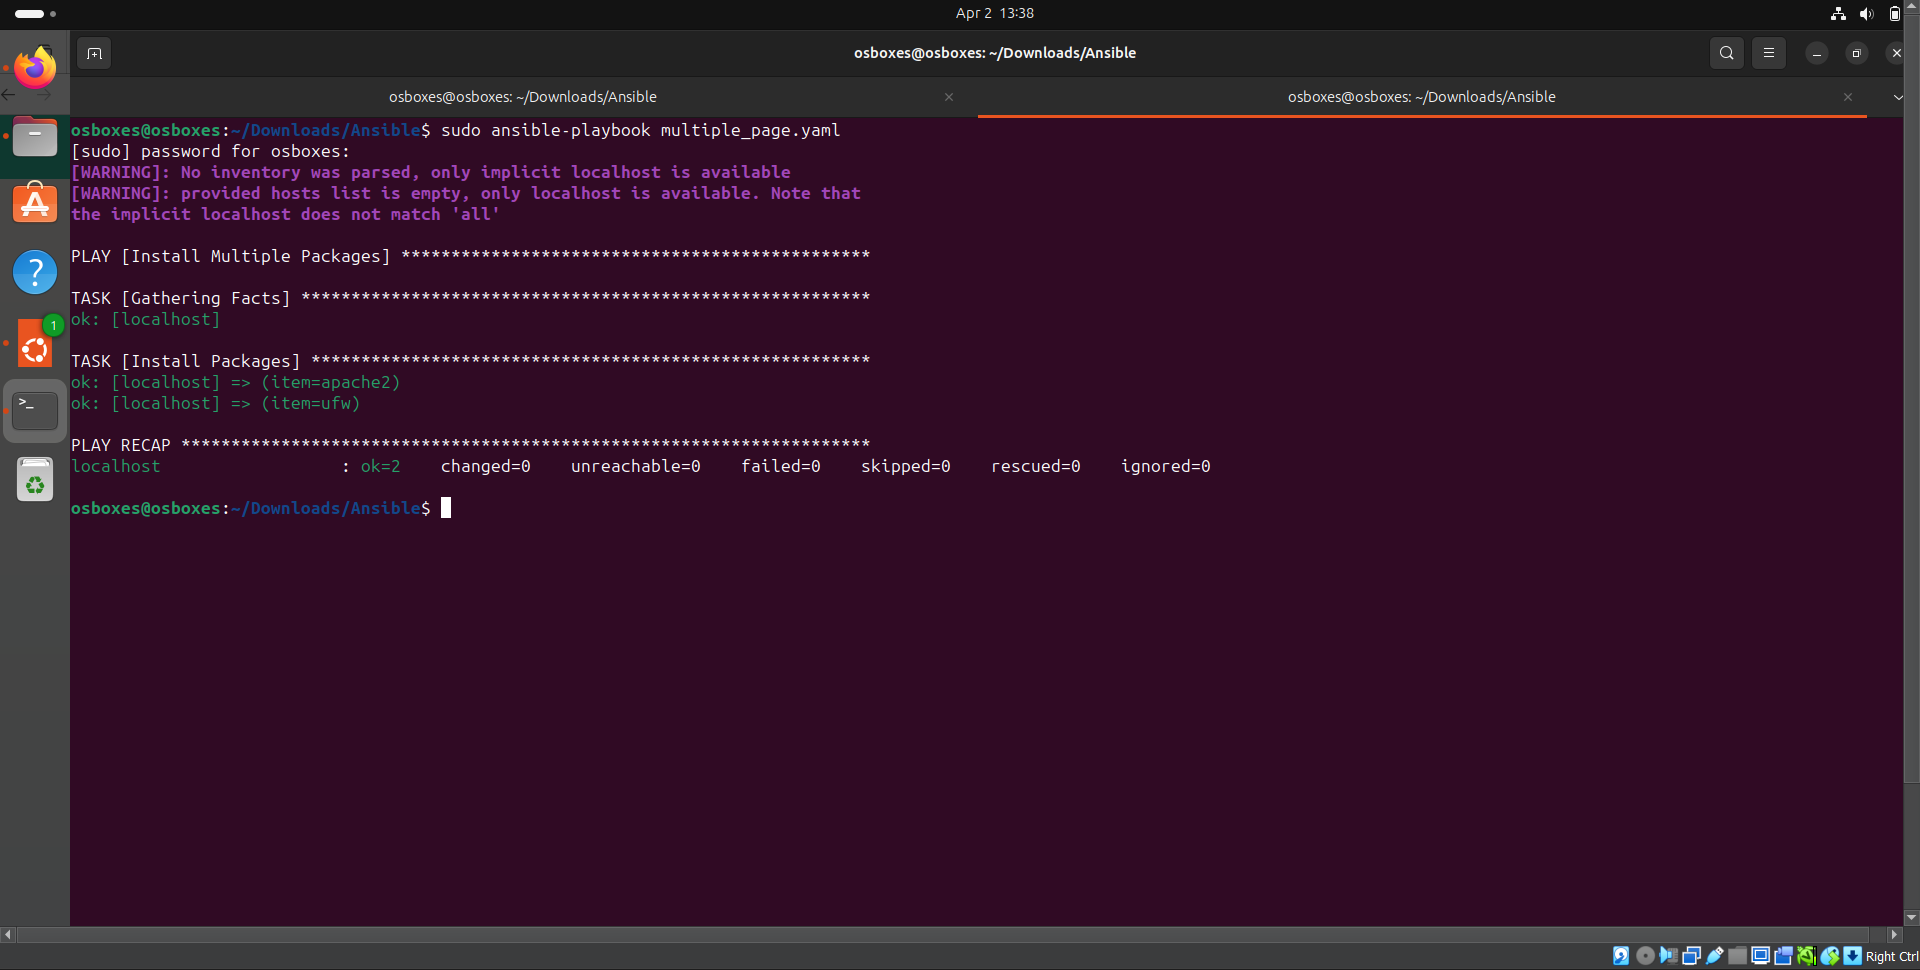 Apr 2 13:38
osboxes@osboxes: ~/Downloads/Ansible
osboxes@osboxes: ~/Downloads/Ansible
osboxes@osboxes: ~/Downloads/Ansible
osboxes@osboxes:~/Downloads/Ansible$ sudo ansible-playbook multiple_page.yaml
[sudo] password for osboxes:
[WARNING]: No inventory was parsed, only implicit localhost is available
[WARNING]: provided hosts list is empty, only localhost is available. Note that
the implicit localhost does not match 'all'
PLAY [Install Multiple Packages] ***********************************************
TASK [Gathering Facts] *********************************************************
ok: [localhost]
TASK [Install Packages] ********************************************************
ok: [localhost] => (item=apache2)
ok: [localhost] => (item=ufw)
PLAY RECAP *********************************************************************
localhost                  : ok=2    changed=0    unreachable=0    failed=0    skipped=0    rescued=0    ignored=0
osboxes@osboxes:~/Downloads/Ansible$
1
Right Ctrl